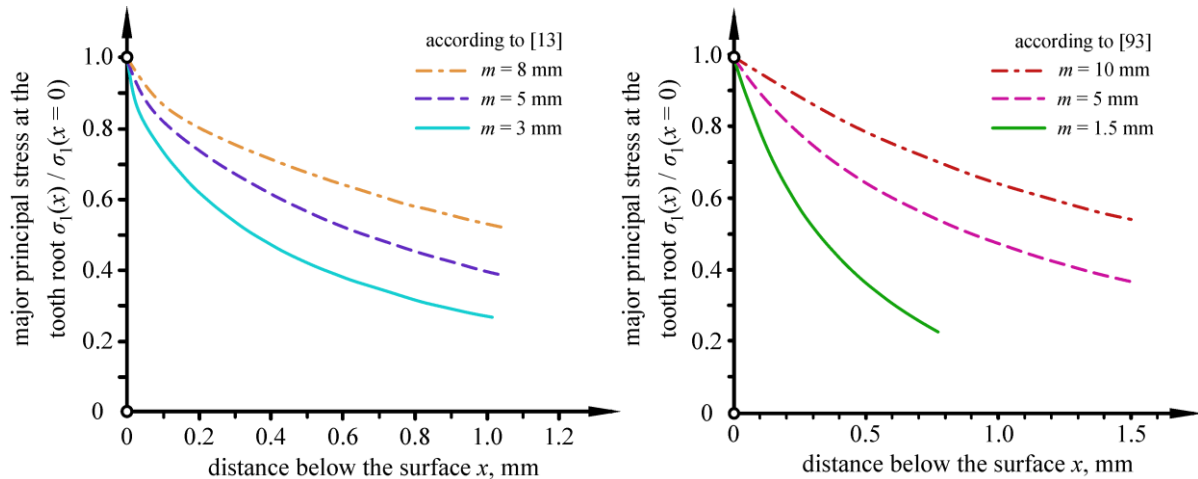 major principal stress at the
tooth root σ₁(x) / σ₁(x = 0)
1.0
0.8
0.6
0.4
0.2
0
0
0.2
0.4
0.6
0.8
1.0
1.2
distance below the surface x, mm
according to [13]
m = 8 mm
m = 5 mm
m = 3 mm
major principal stress at the
tooth root σ₁(x) / σ₁(x = 0)
1.0
0.8
0.6
0.4
0.2
0
0
0.5
1.0
1.5
distance below the surface x, mm
according to [93]
m = 10 mm
m = 5 mm
m = 1.5 mm